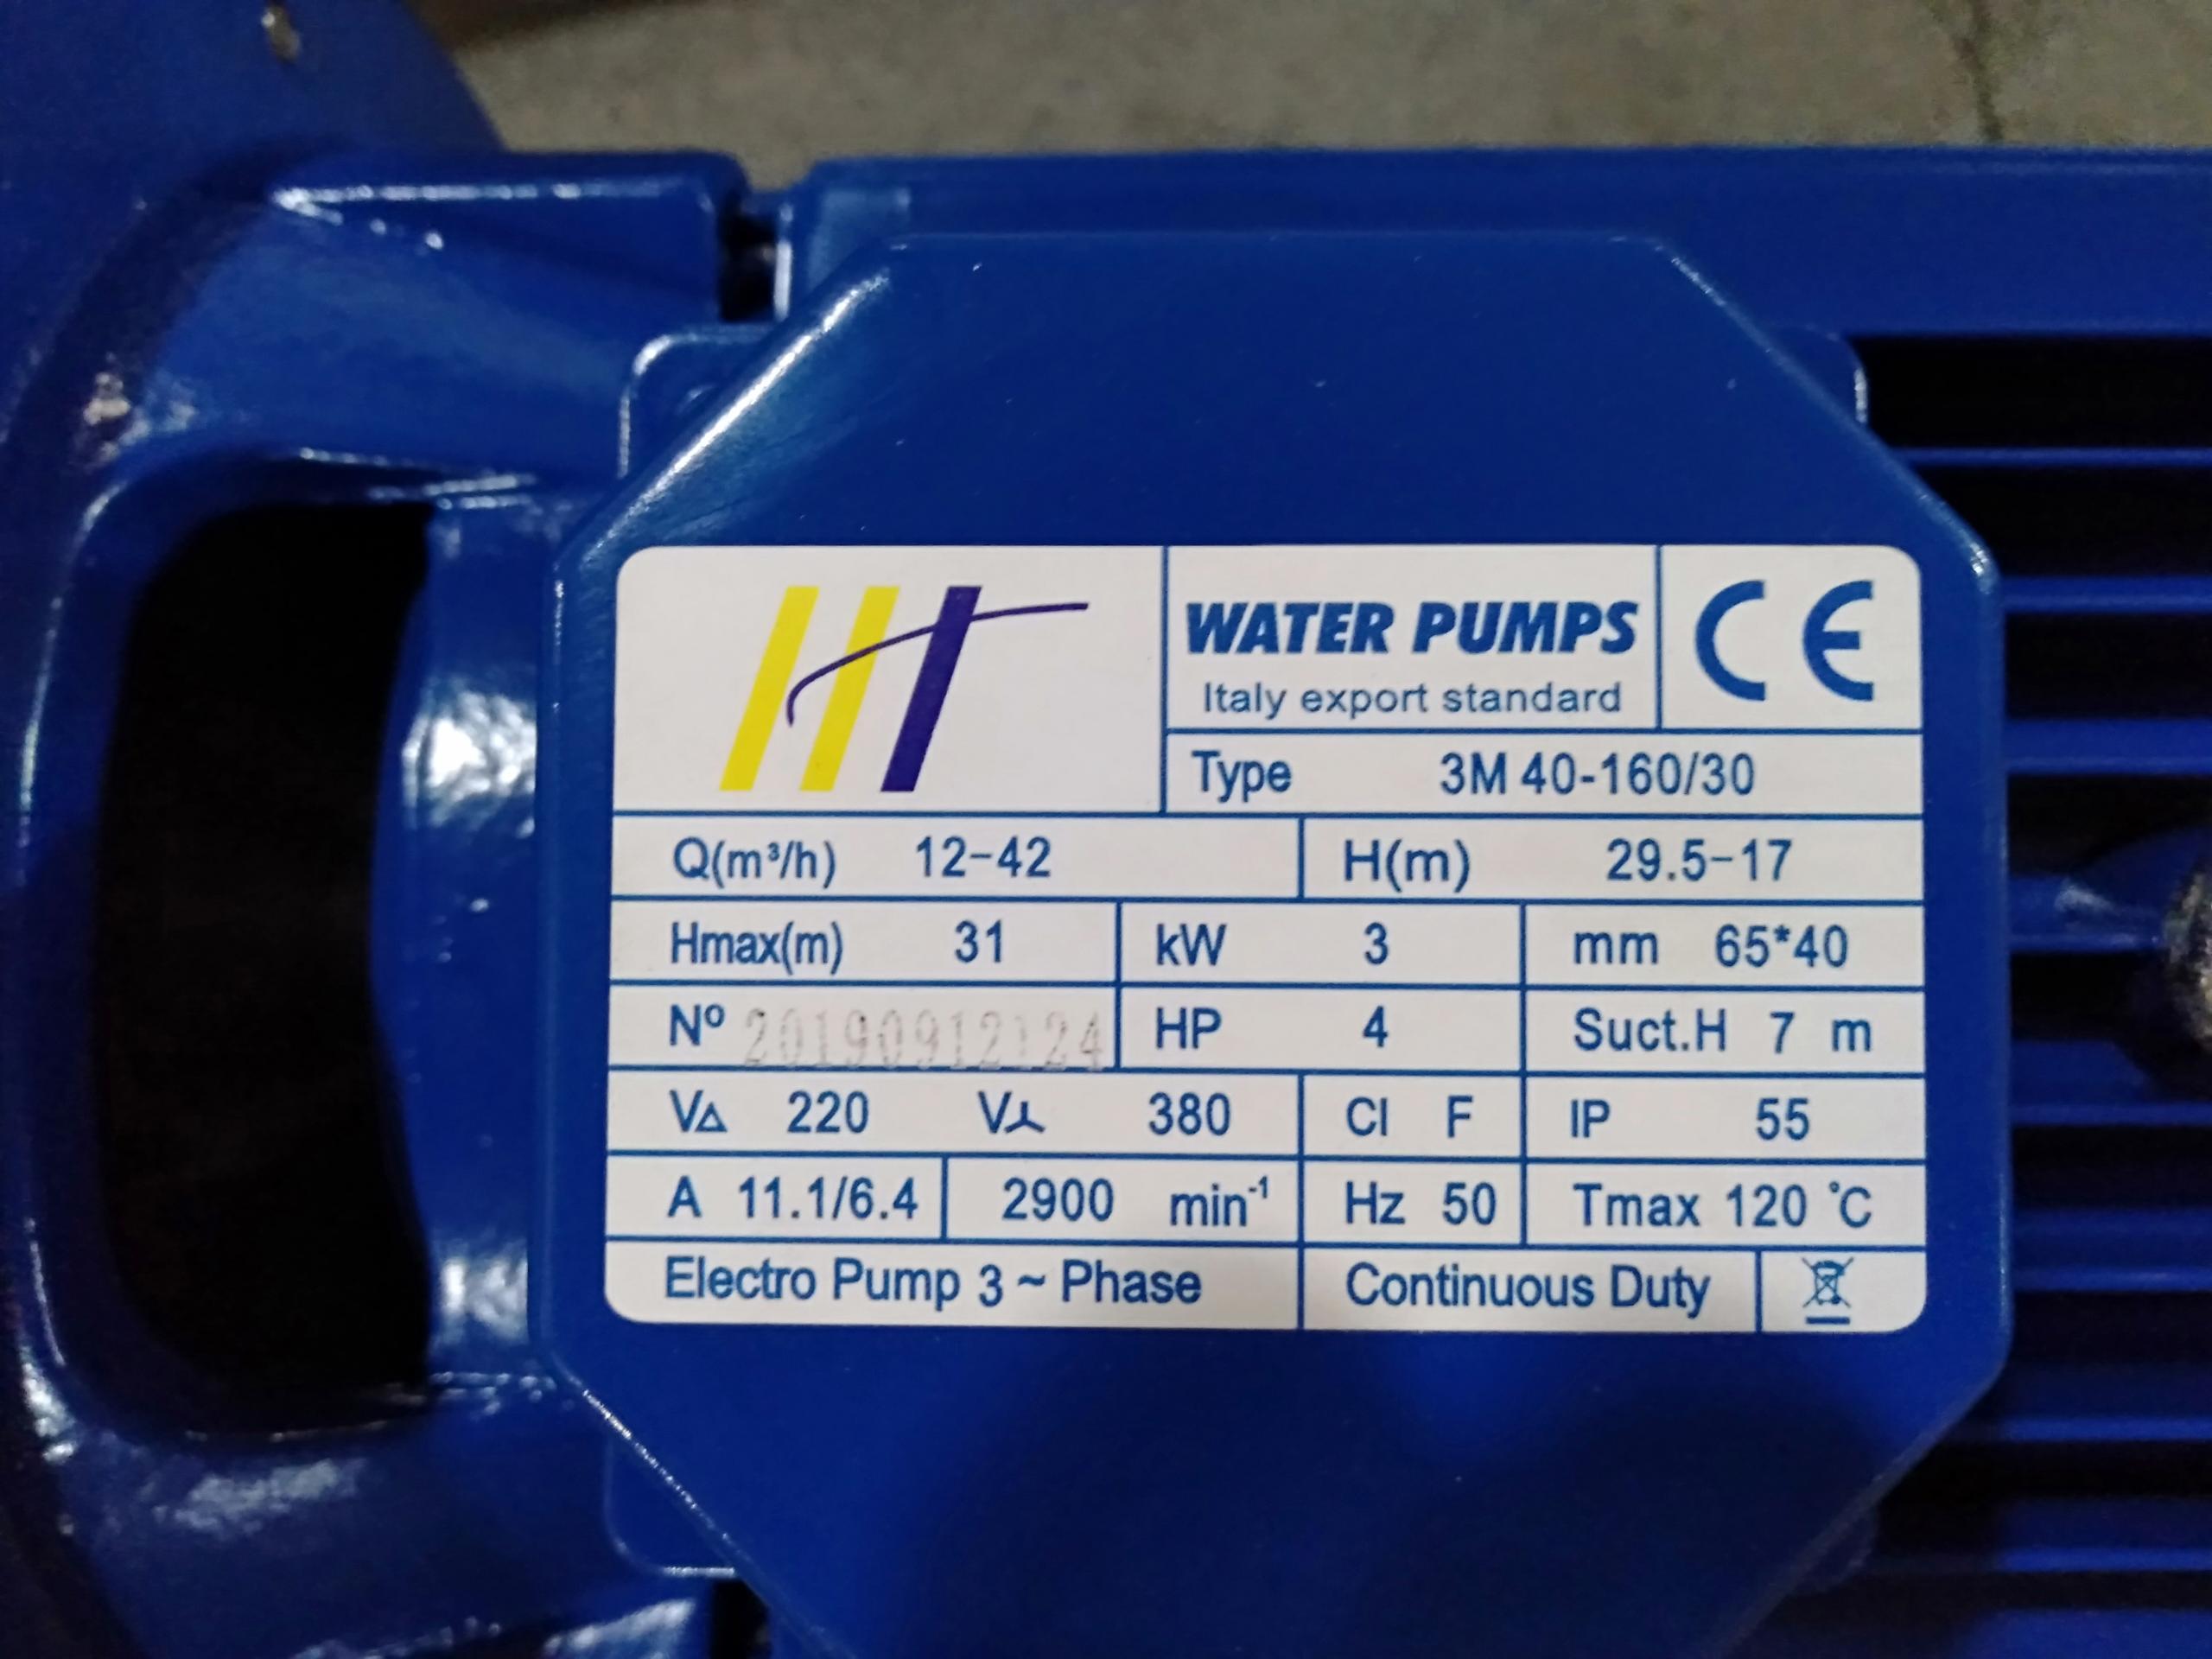 HT
WATER PUMPS
Italy export standard
CE
Type 3M 40-160/30
Q(m³/h) 12-42 H(m) 29.5-17
Hmax(m) 31 kW 3 mm 65*40
Nº 20190912124 HP 4 Suct.H 7 m
V△ 220 V⅄ 380 Cl F IP 55
A 11.1/6.4 2900 min⁻¹ Hz 50 Tmax 120 °C
Electro Pump 3 ~ Phase Continuous Duty